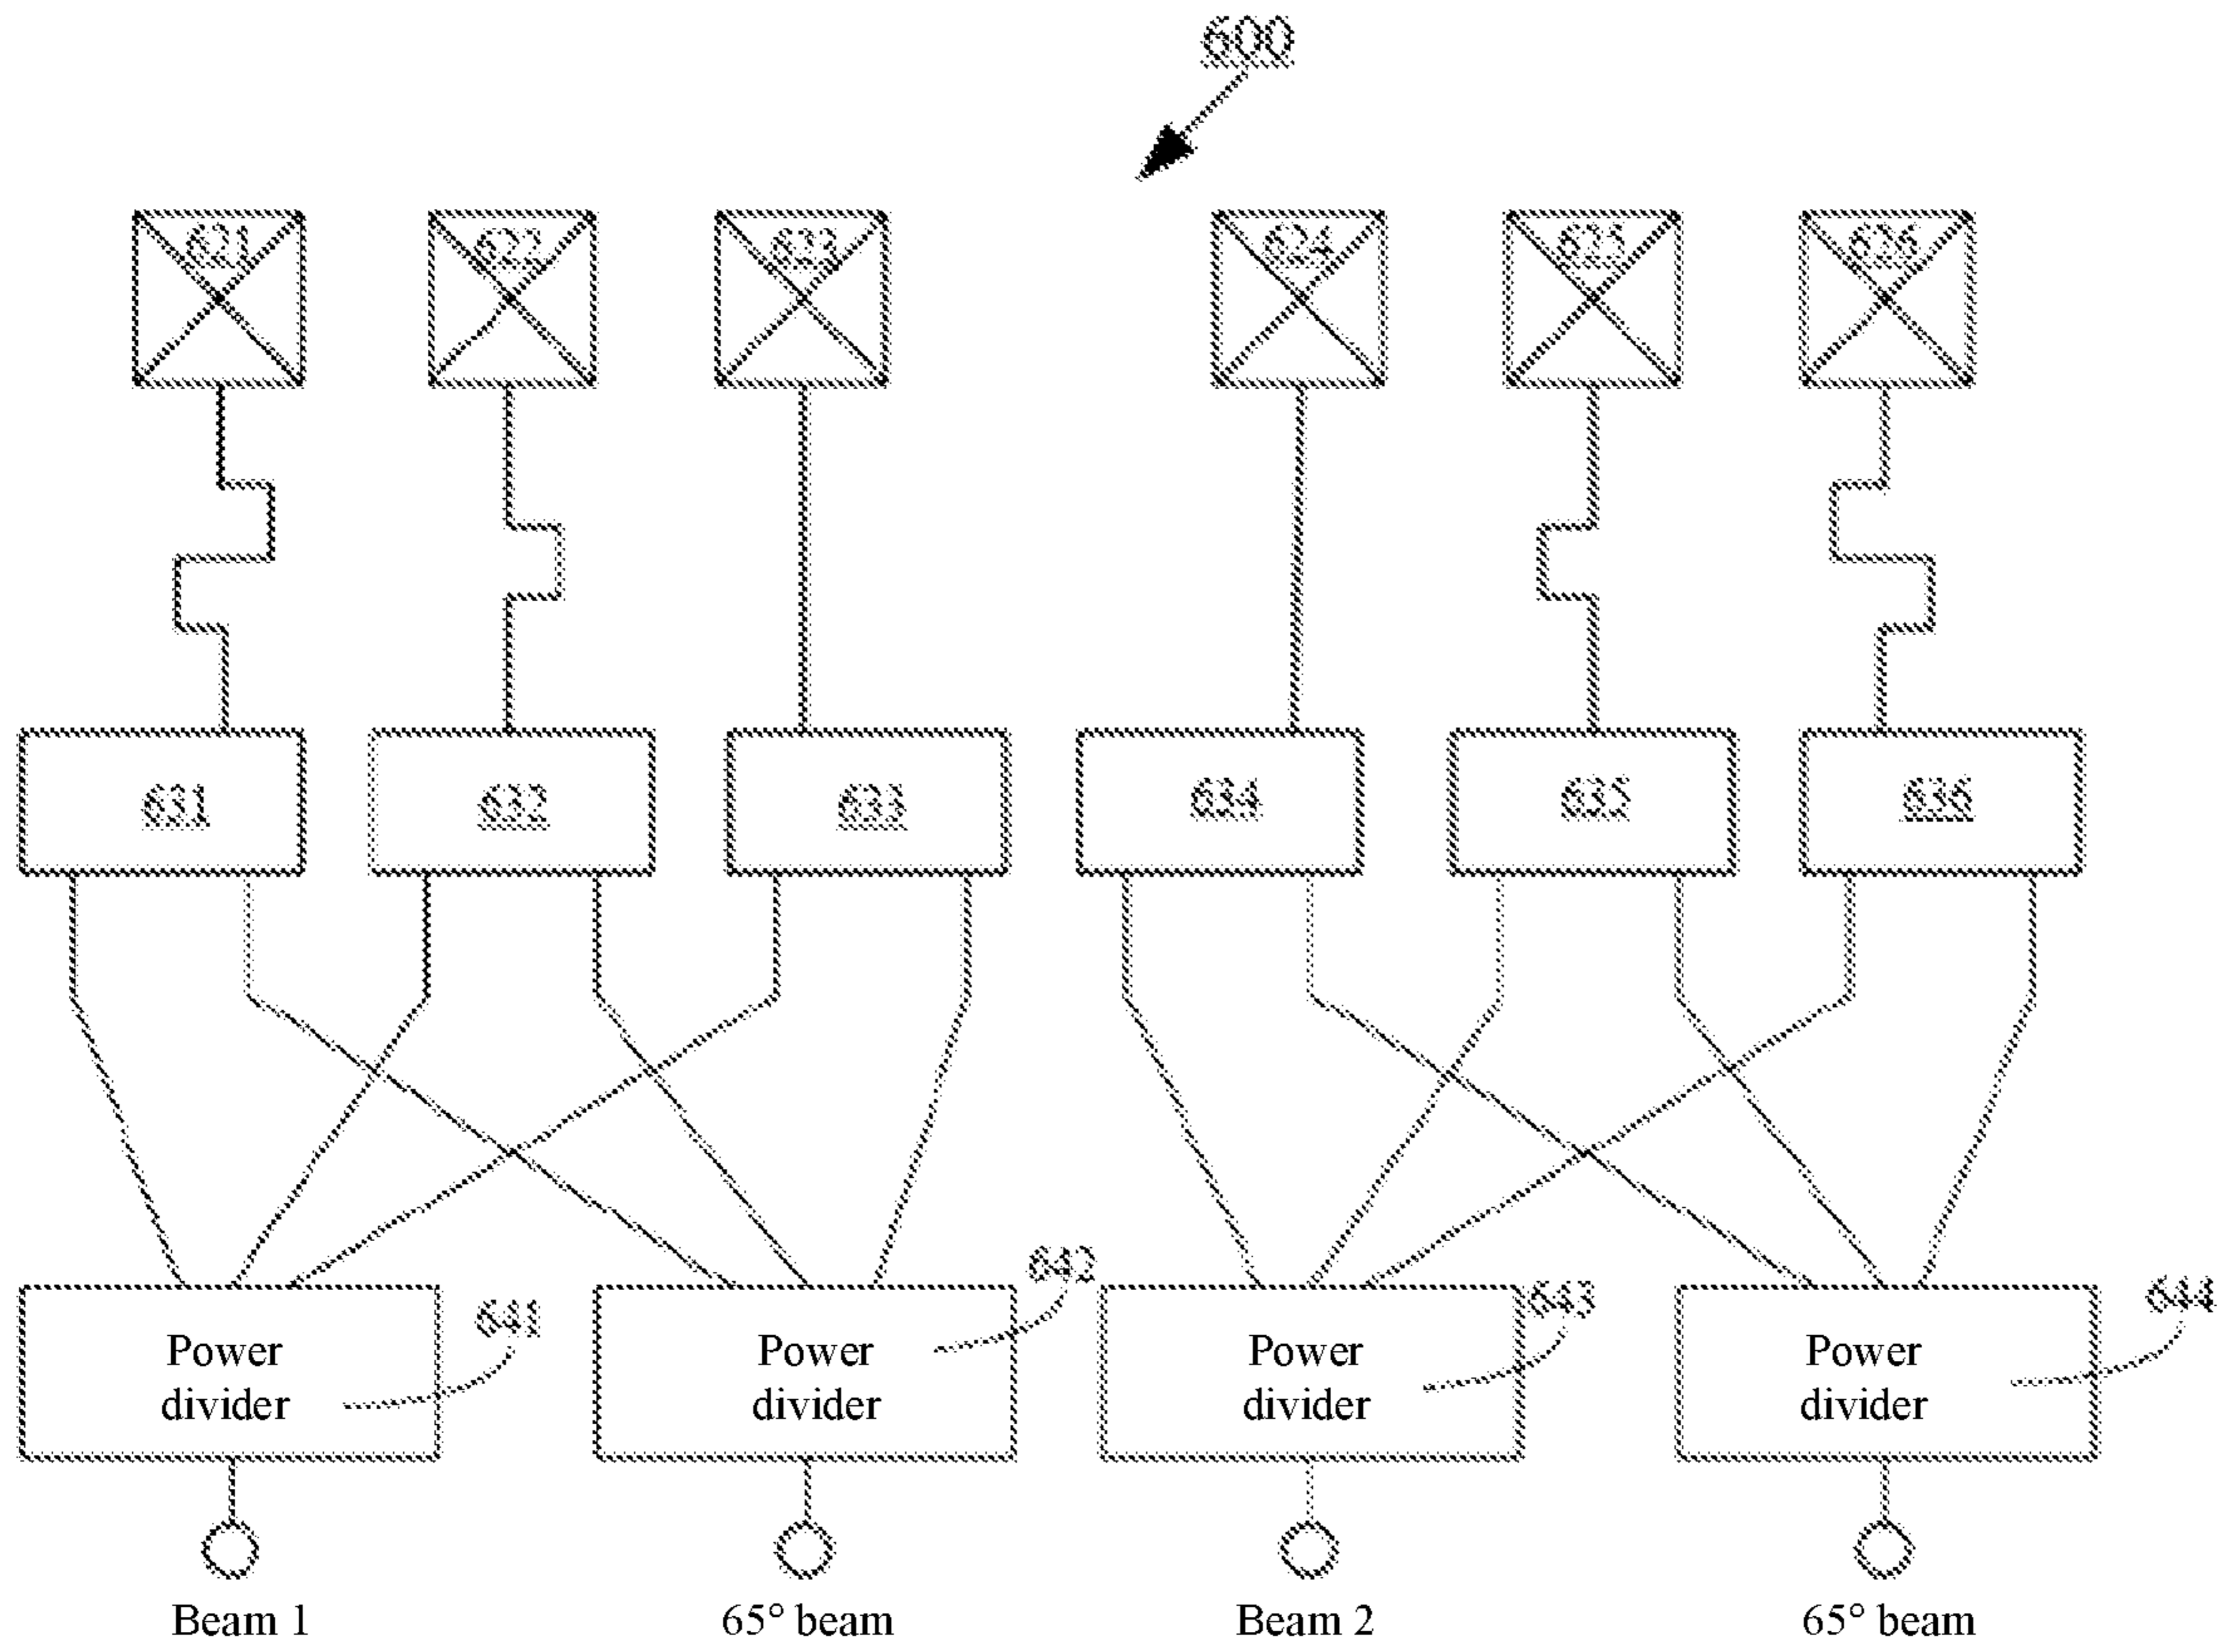 600
621 622 623 624 625 626
631 632 633 634 635 636
642
641 643 644
Power Power Power Power
divider divider divider divider
Beam 1 65° beam Beam 2 65° beam